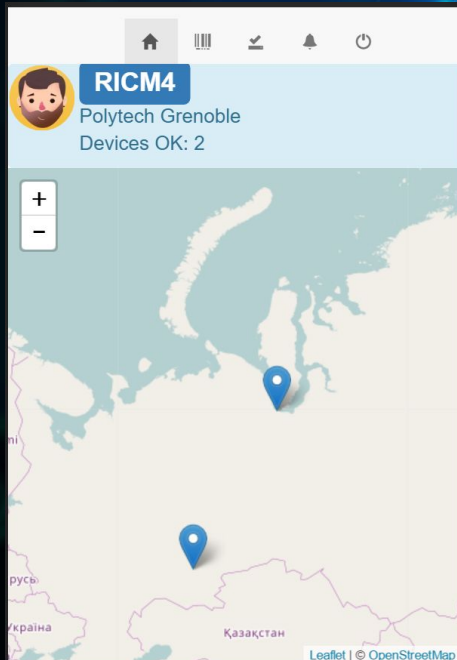 RICM4
Polytech Grenoble
Devices OK: 2
+
−
русь
Україна
Қазақстан
Leaflet | © OpenStreetMap